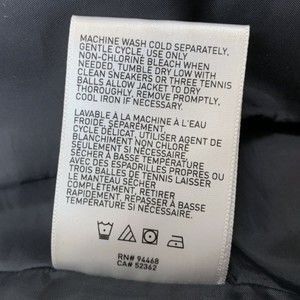 MACHINE WASH COLD SEPARATELY,
GENTLE CYCLE, USE ONLY
NON-CHLORINE BLEACH WHEN
NEEDED, TUMBLE DRY LOW WITH
CLEAN SNEAKERS OR THREE TENNIS
BALLS ALLOW JACKET TO DRY
THOROUGHLY, REMOVE PROMPTLY,
COOL IRON IF NECESSARY.
LAVABLE À LA MACHINE À L'EAU
FROIDE, SÉPARÉMENT,
CYCLE DÉLICAT, UTILISER AGENT DE
BLANCHIMENT NON CHLORÉ
SEULEMENT SI NÉCESSAIRE.
SÉCHER À BASSE TEMPÉRATURE
AVEC DES ESPADRILLES PROPRES OU
TROIS BALLES DE TENNIS LAISSER
LE MANTEAU SÉCHER
COMPLÈTEMENT, RETIRER
RAPIDEMENT, REPASSER À BASSE
TEMPÉRATURE SI NÉCESSAIRE.
RN# 94468
CA# 52362